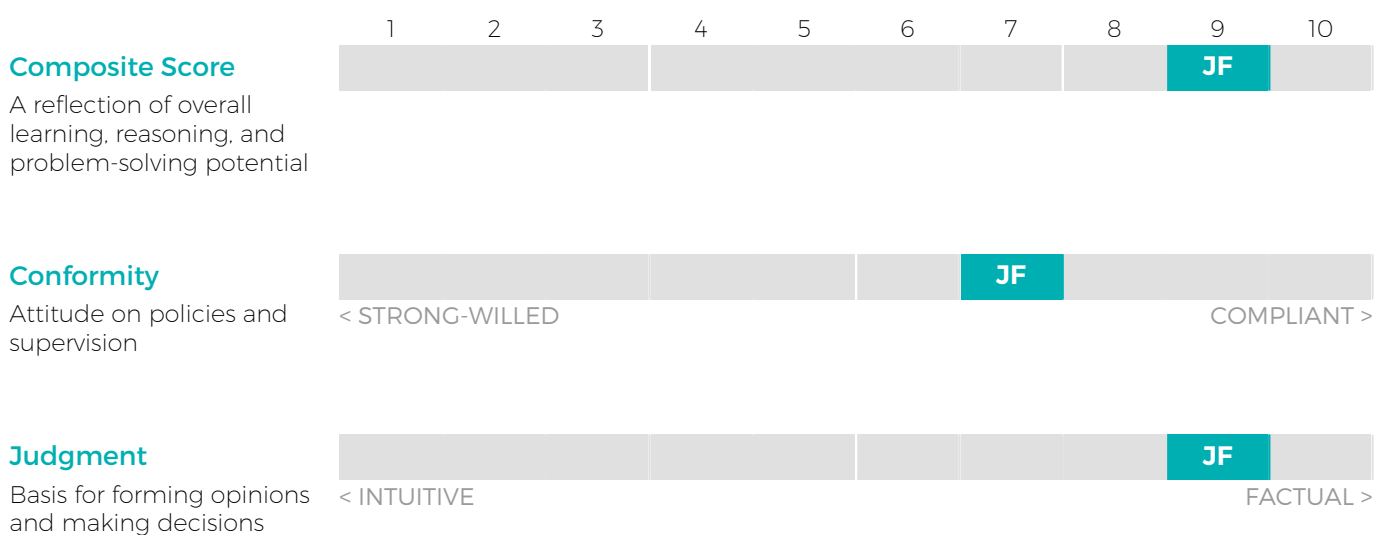 1 2 3 4 5 6 7 8 9 10
Composite Score
JF
A reflection of overall
learning, reasoning, and
problem-solving potential
Conformity
JF
Attitude on policies and
supervision
< STRONG-WILLED
COMPLIANT >
Judgment
JF
Basis for forming opinions
and making decisions
< INTUITIVE
FACTUAL >